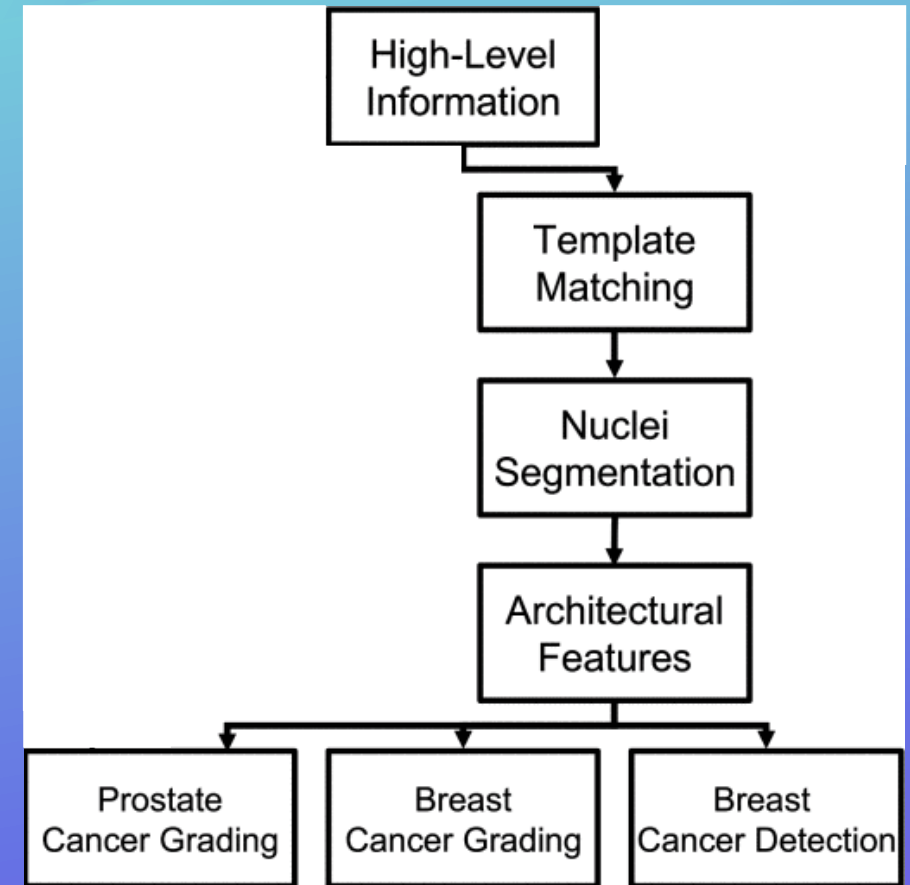 High-Level
Information
Template
Matching
Nuclei
Segmentation
Architectural
Features
Prostate
Cancer Grading
Breast
Cancer Grading
Breast
Cancer Detection